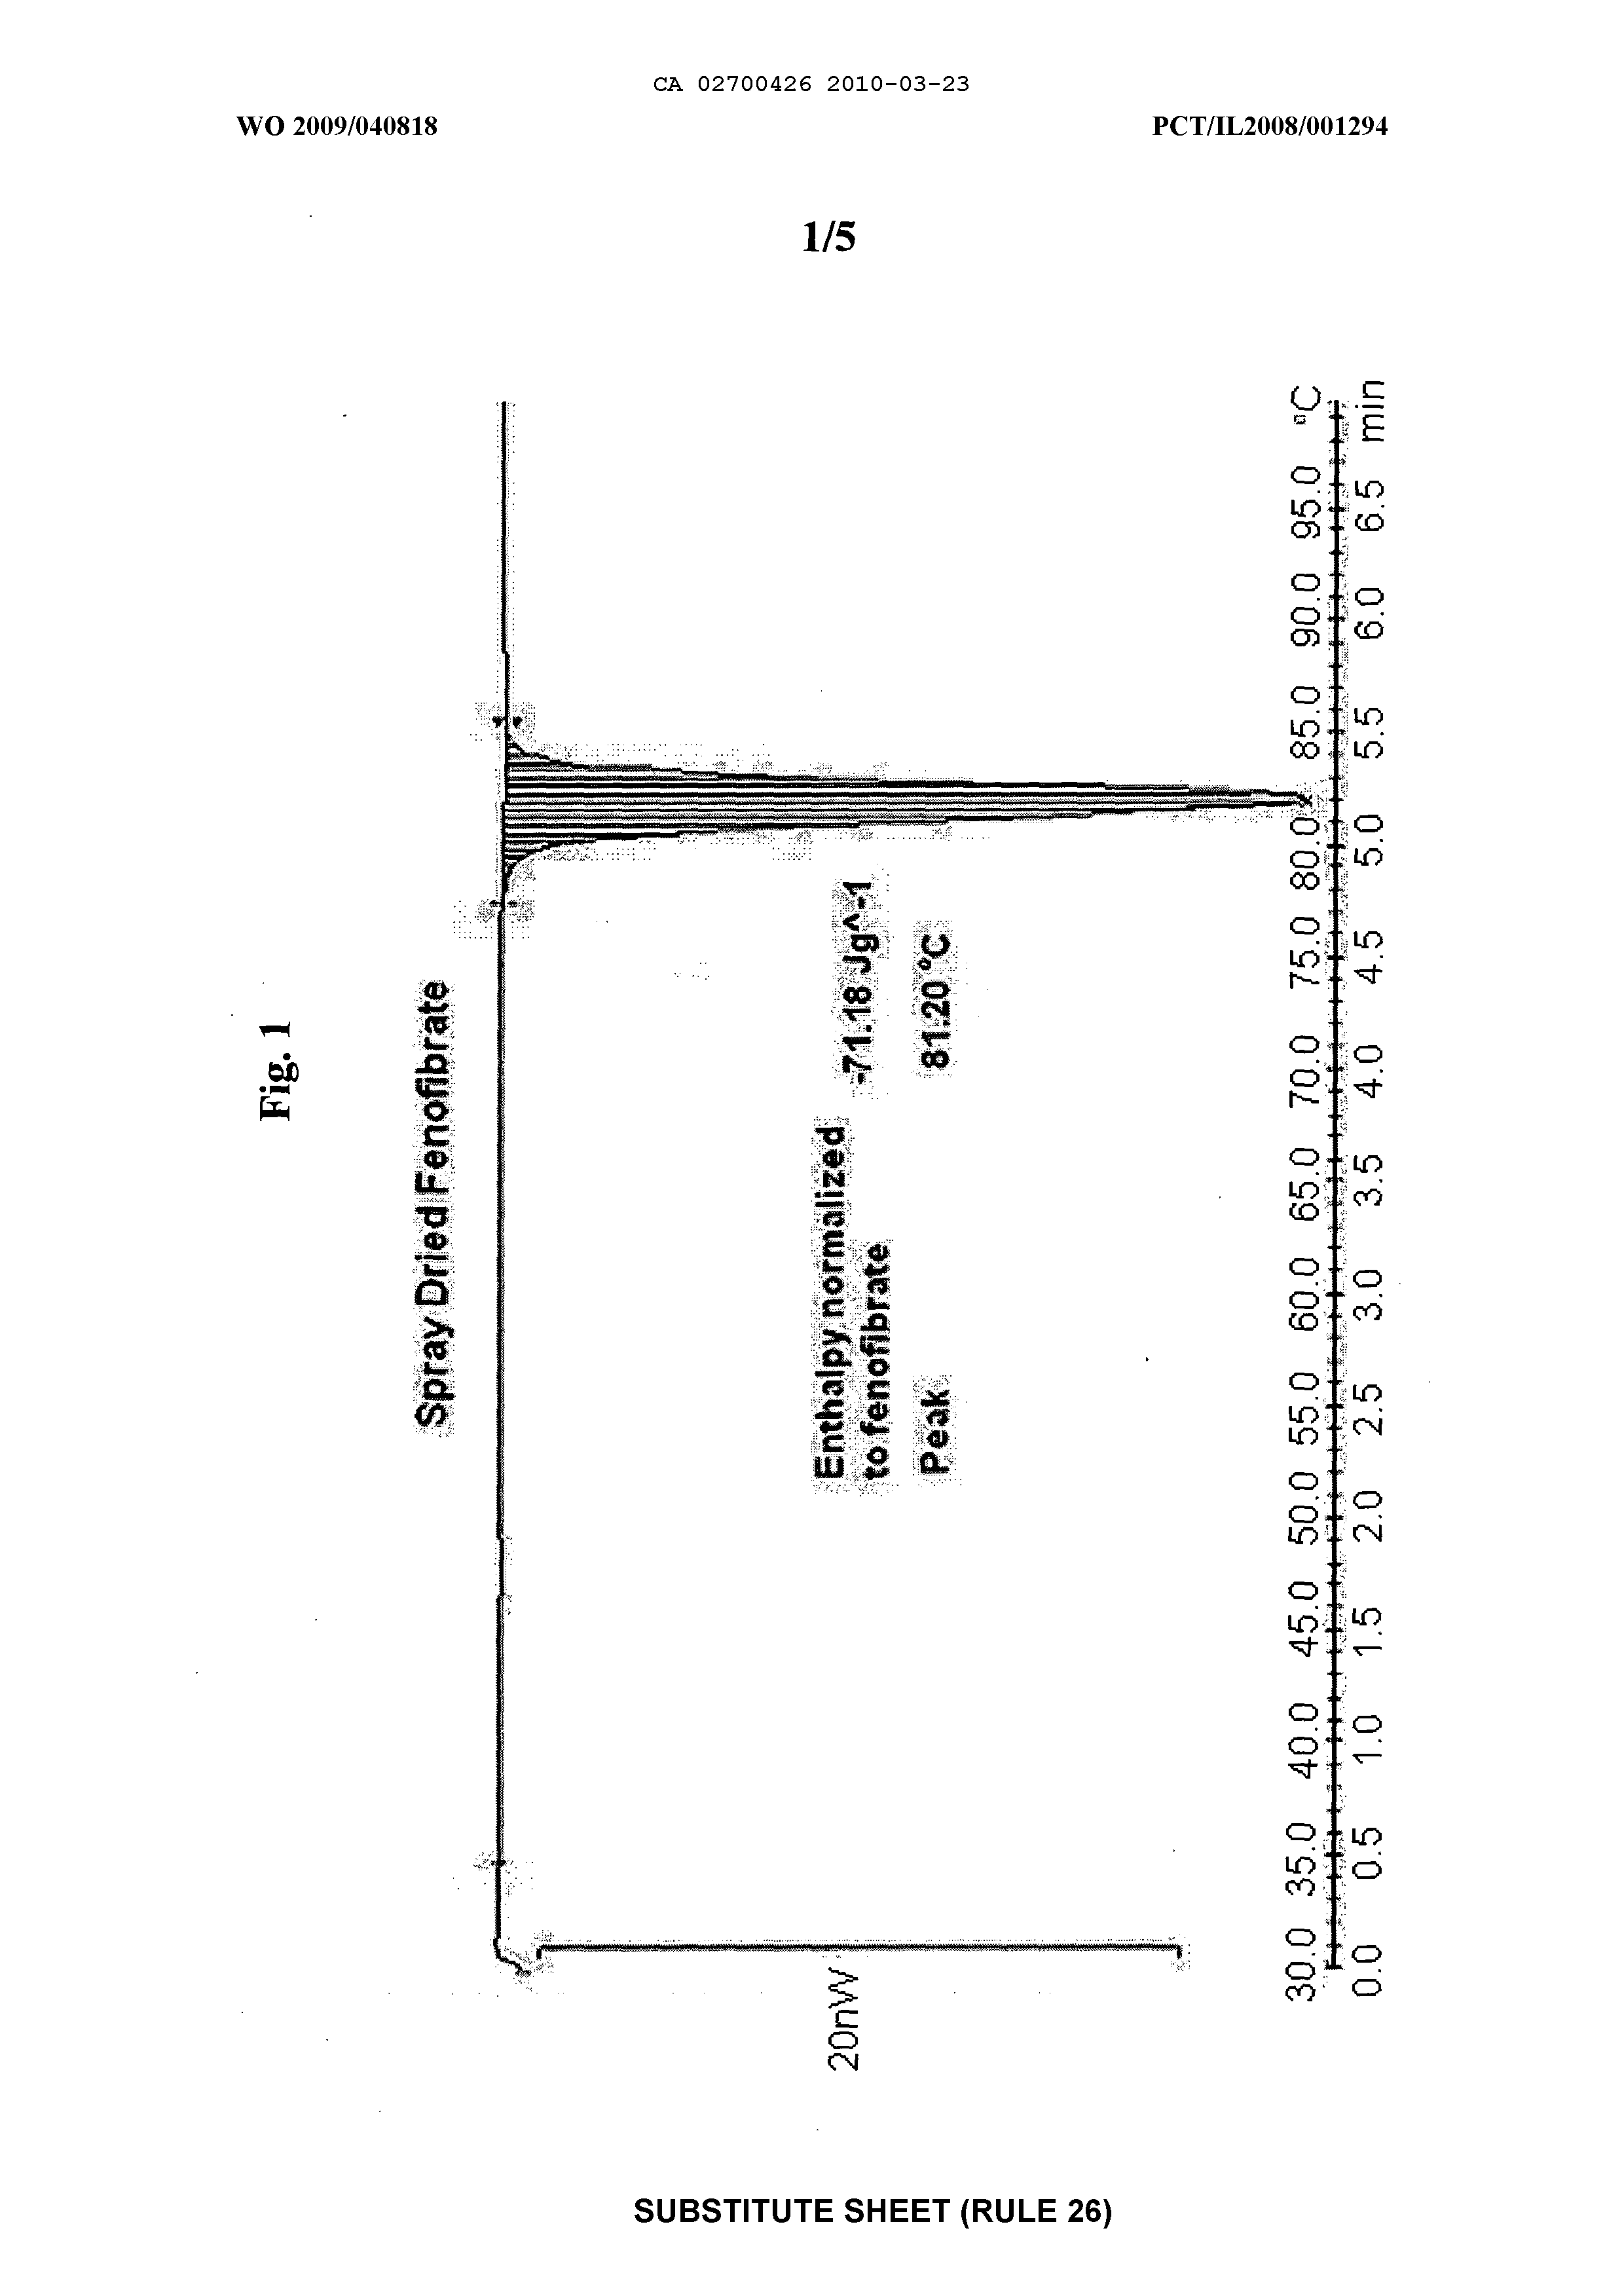 CA 02700426 2010-03-23
WO 2009/040818
PCT/IL2008/001294
1/5
Fig. 1
Spray Dried Fenofibrate
Enthalpy normalized
to fenofibrate
-71.18 Jg^-1
Peak
81.20 °C
20mW
30.0 35.0 40.0 45.0 50.0 55.0 60.0 65.0 70.0 75.0 80.0 85.0 90.0 95.0 °C
0.0 0.5 1.0 1.5 2.0 2.5 3.0 3.5 4.0 4.5 5.0 5.5 6.0 6.5 min
SUBSTITUTE SHEET (RULE 26)